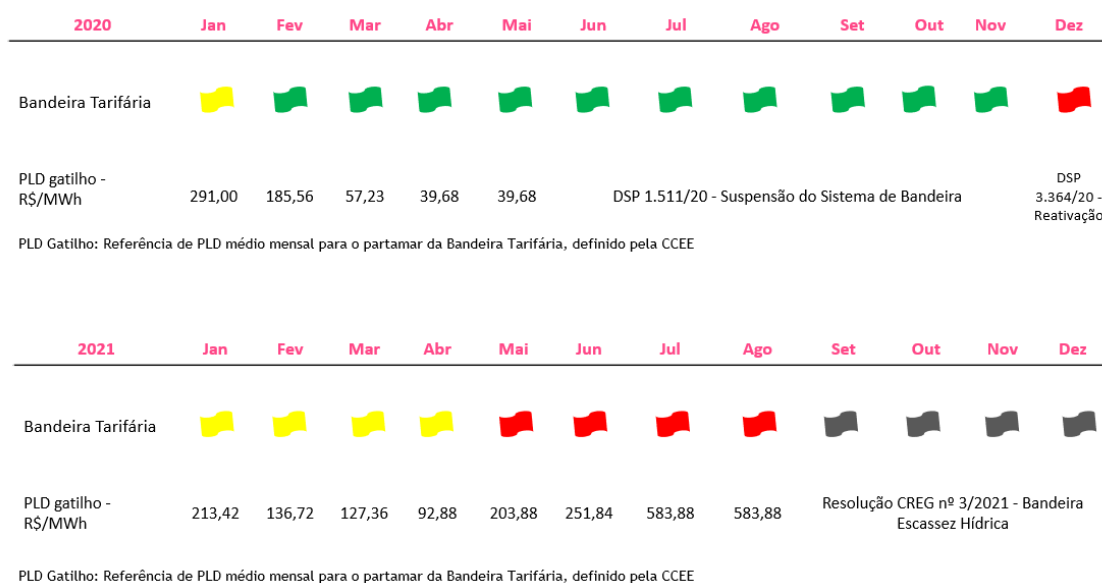 2020 Jan Fev Mar Abr Mai Jun Jul Ago Set Out Nov Dez
Bandeira Tarifária
PLD gatilho -
R$/MWh
291,00 185,56 57,23 39,68 39,68
DSP 1.511/20 - Suspensão do Sistema de Bandeira
DSP
3.364/20 -
Reativação
PLD Gatilho: Referência de PLD médio mensal para o partamar da Bandeira Tarifária, definido pela CCEE
2021 Jan Fev Mar Abr Mai Jun Jul Ago Set Out Nov Dez
Bandeira Tarifária
PLD gatilho -
R$/MWh
213,42 136,72 127,36 92,88 203,88 251,84 583,88 583,88
Resolução CREG nº 3/2021 - Bandeira
Escassez Hídrica
PLD Gatilho: Referência de PLD médio mensal para o partamar da Bandeira Tarifária, definido pela CCEE